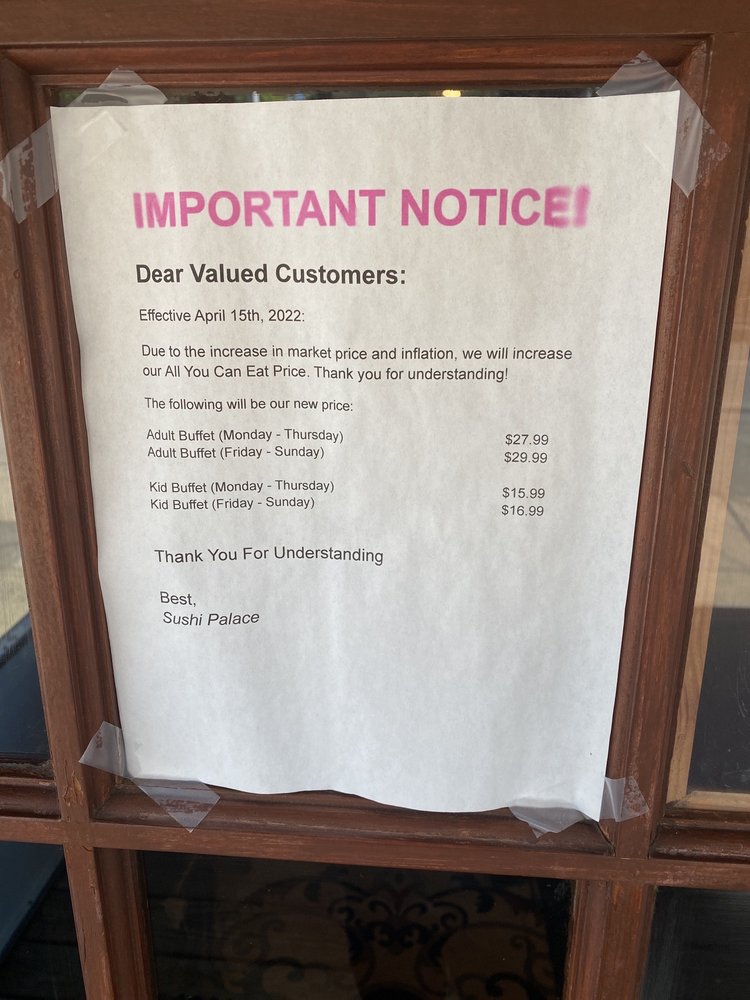 IMPORTANT NOTICE!
Dear Valued Customers:
Effective April 15th, 2022:
Due to the increase in market price and inflation, we will increase
our All You Can Eat Price. Thank you for understanding!
The following will be our new price:
Adult Buffet (Monday - Thursday) $27.99
Adult Buffet (Friday - Sunday) $29.99
Kid Buffet (Monday - Thursday) $15.99
Kid Buffet (Friday - Sunday) $16.99
Thank You For Understanding
Best,
Sushi Palace